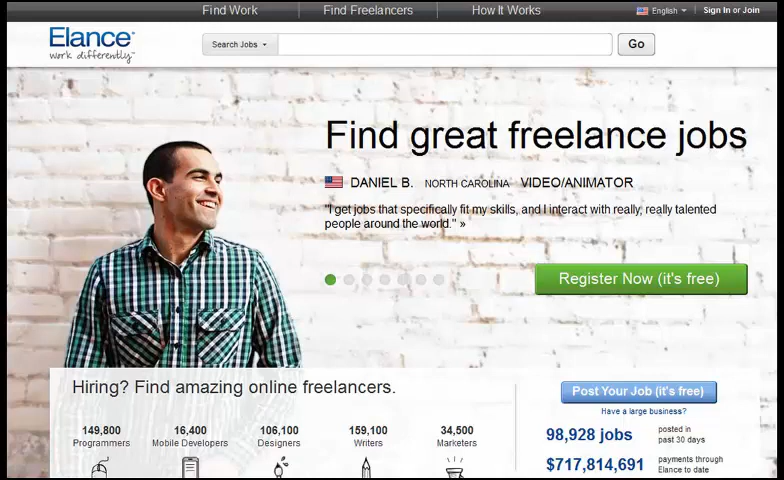 Find Work
Find Freelancers
How It Works
English
Sign In or Join
Elance
work differently™
Search Jobs
Go
Find great freelance jobs
DANIEL B. NORTH CAROLINA VIDEO/ANIMATOR
"I get jobs that specifically fit my skills, and I interact with really, really talented
people around the world." »
Register Now (it's free)
Hiring? Find amazing online freelancers.
149,800
Programmers
16,400
Mobile Developers
106,100
Designers
159,100
Writers
34,500
Marketers
Post Your Job (it's free)
Have a large business?
98,928 jobs
posted in
past 30 days
$717,814,691
payments through
Elance to date